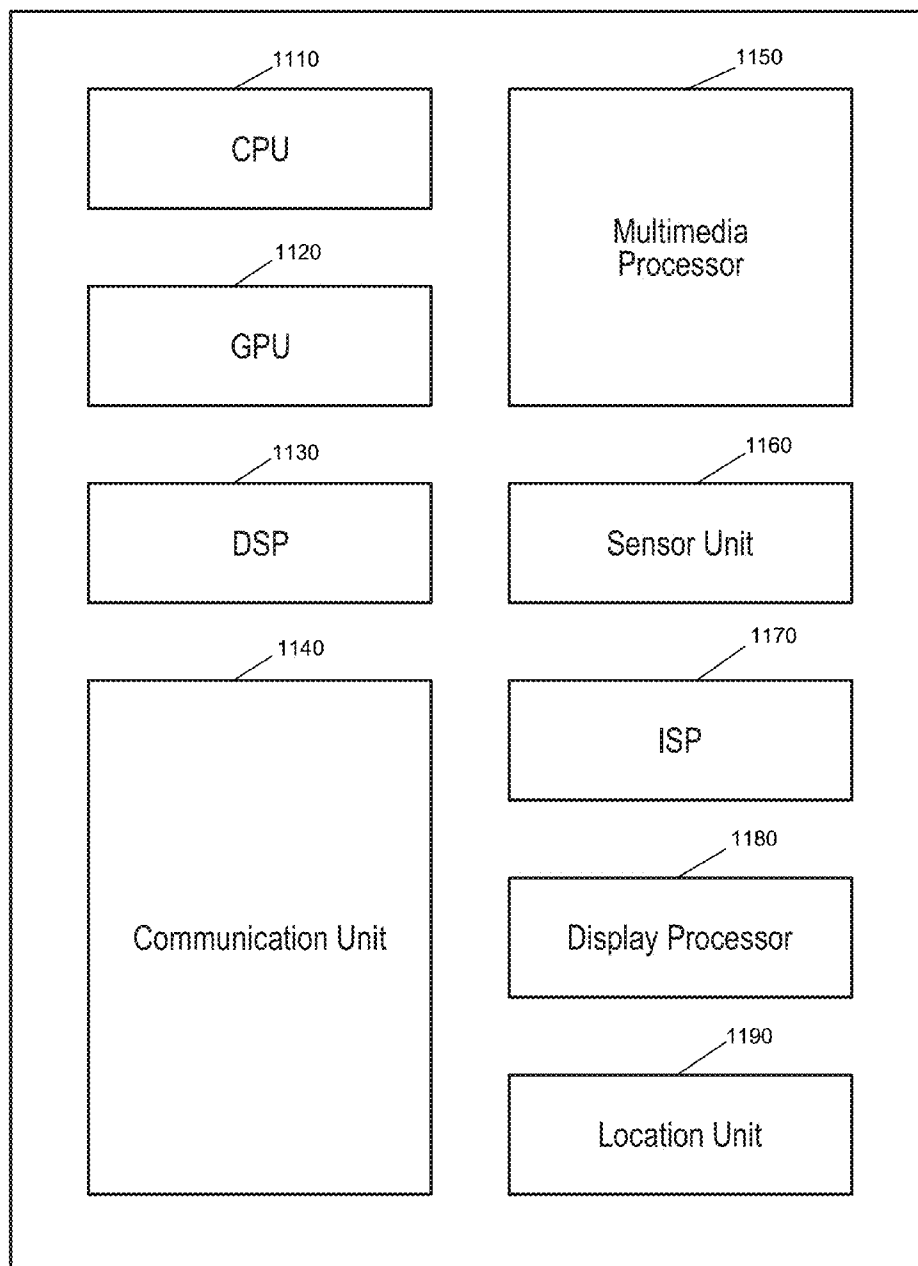 1110
CPU
1120
GPU
1130
DSP
1140
Communication Unit
1150
Multimedia
Processor
1160
Sensor Unit
1170
ISP
1180
Display Processor
1190
Location Unit